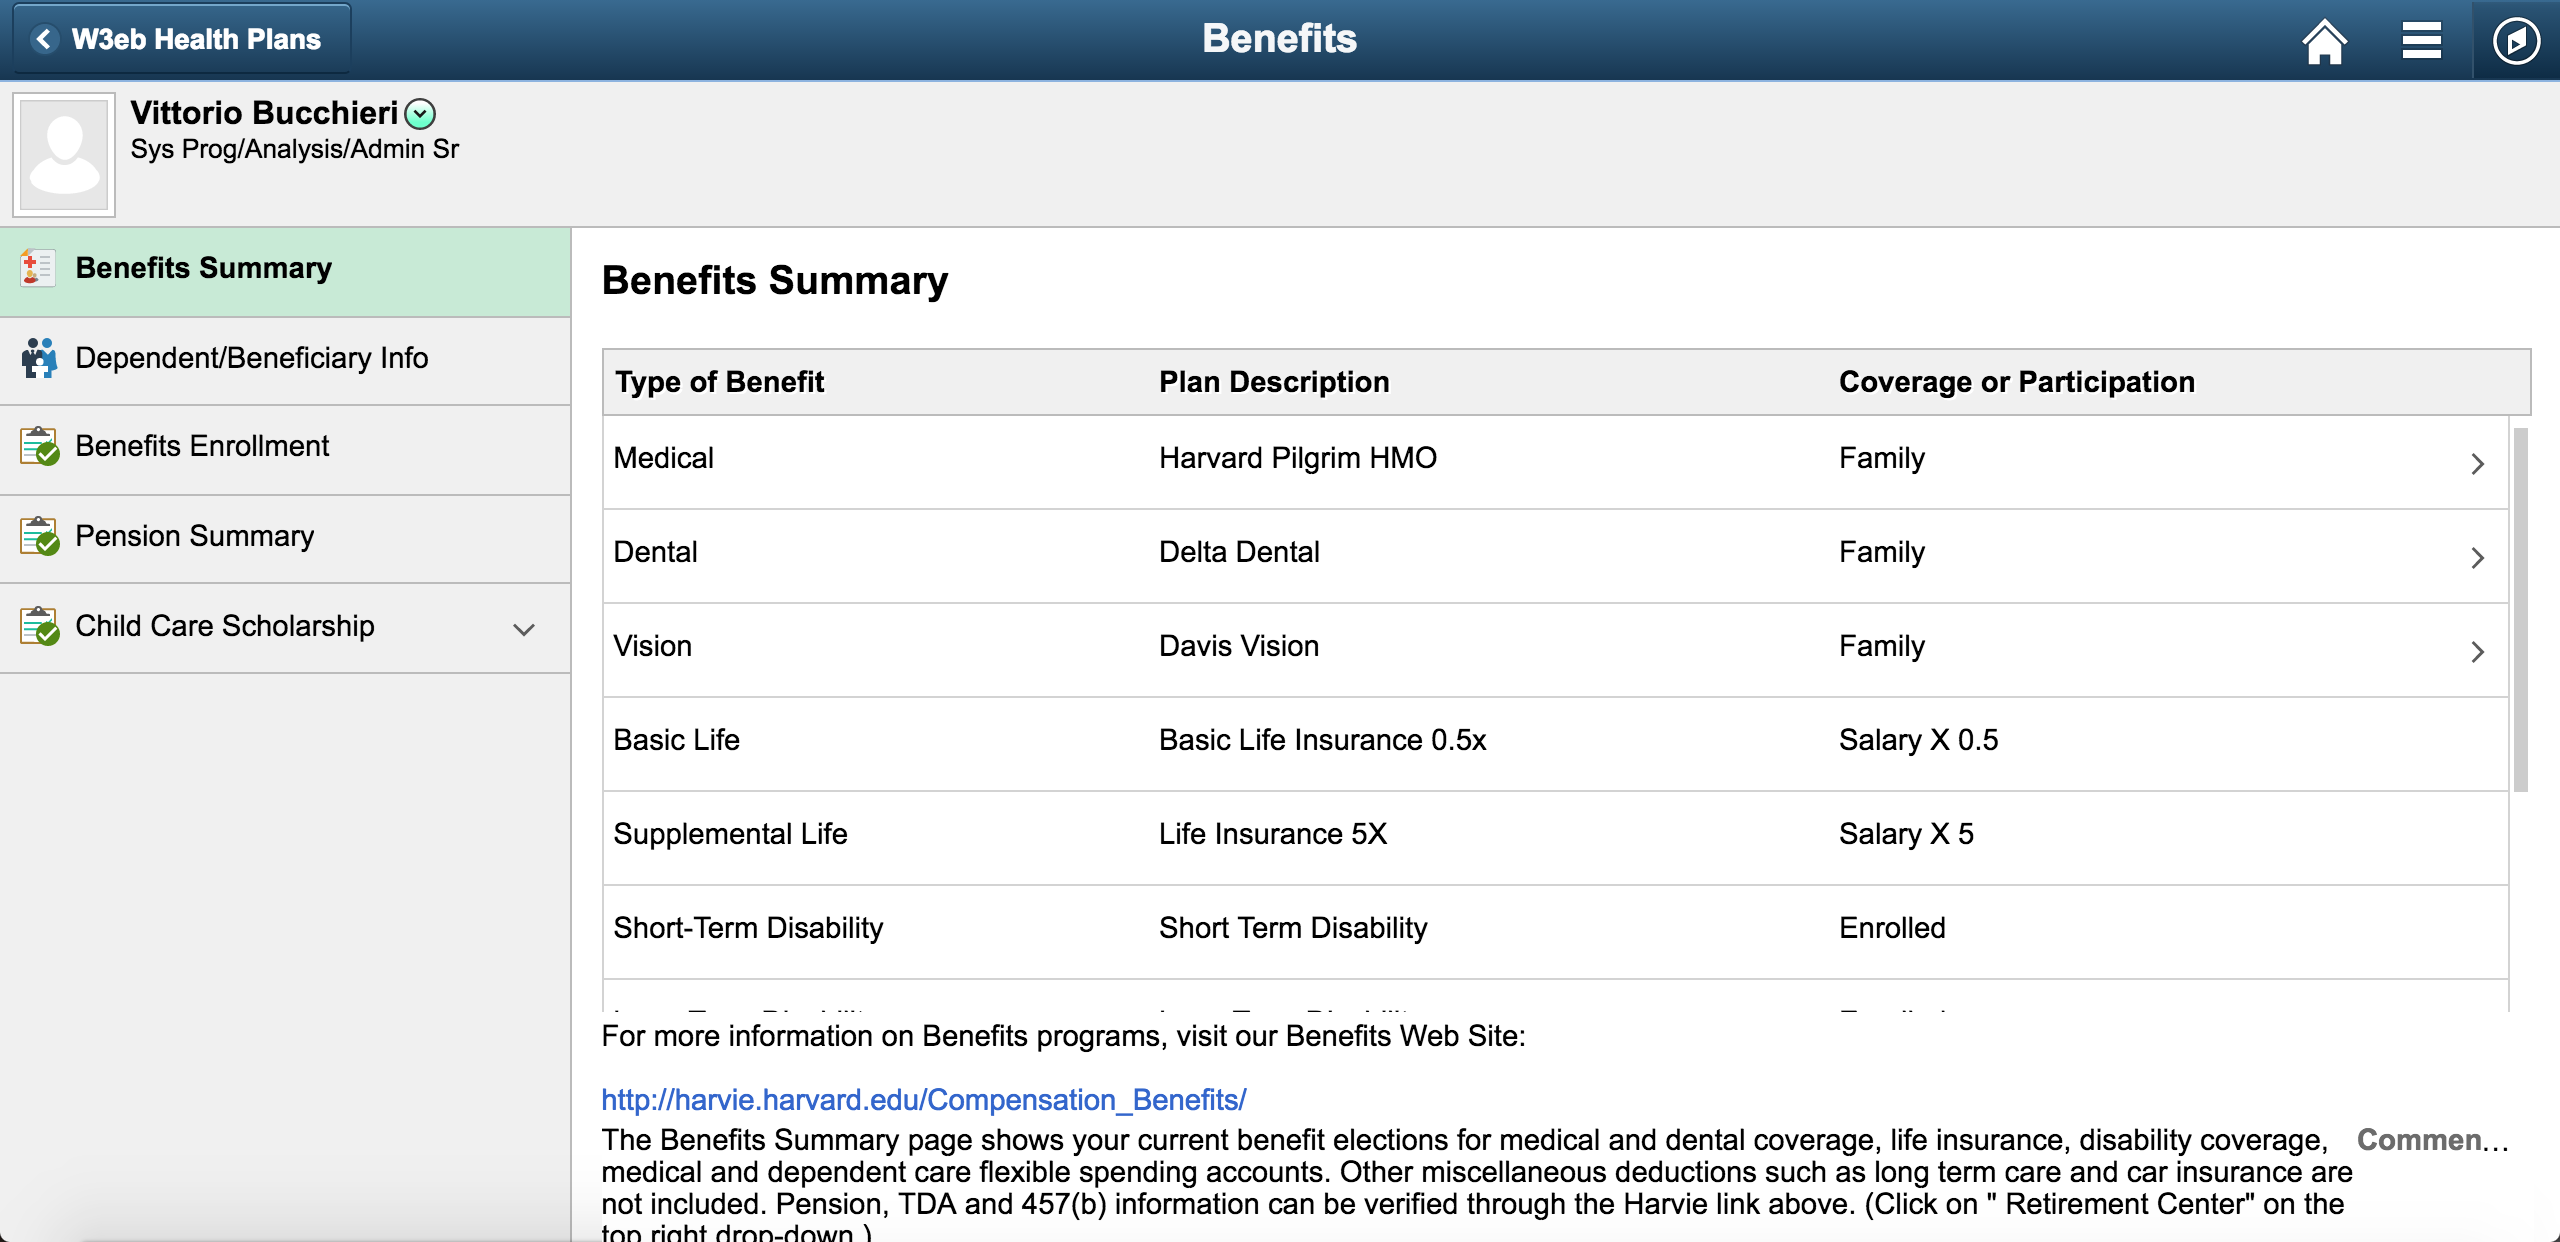 W3eb Health Plans
Benefits
Vittorio Bucchieri
Sys Prog/Analysis/Admin Sr
Benefits Summary
Dependent/Beneficiary Info
Benefits Enrollment
Pension Summary
Child Care Scholarship
Benefits Summary
Type of Benefit Plan Description Coverage or Participation
Medical Harvard Pilgrim HMO Family
Dental Delta Dental Family
Vision Davis Vision Family
Basic Life Basic Life Insurance 0.5x Salary X 0.5
Supplemental Life Life Insurance 5X Salary X 5
Short-Term Disability Short Term Disability Enrolled
For more information on Benefits programs, visit our Benefits Web Site:
http://harvie.harvard.edu/Compensation_Benefits/
The Benefits Summary page shows your current benefit elections for medical and dental coverage, life insurance, disability coverage, Commen...
medical and dependent care flexible spending accounts. Other miscellaneous deductions such as long term care and car insurance are
not included. Pension, TDA and 457(b) information can be verified through the Harvie link above. (Click on " Retirement Center" on the
top right drop-down.)